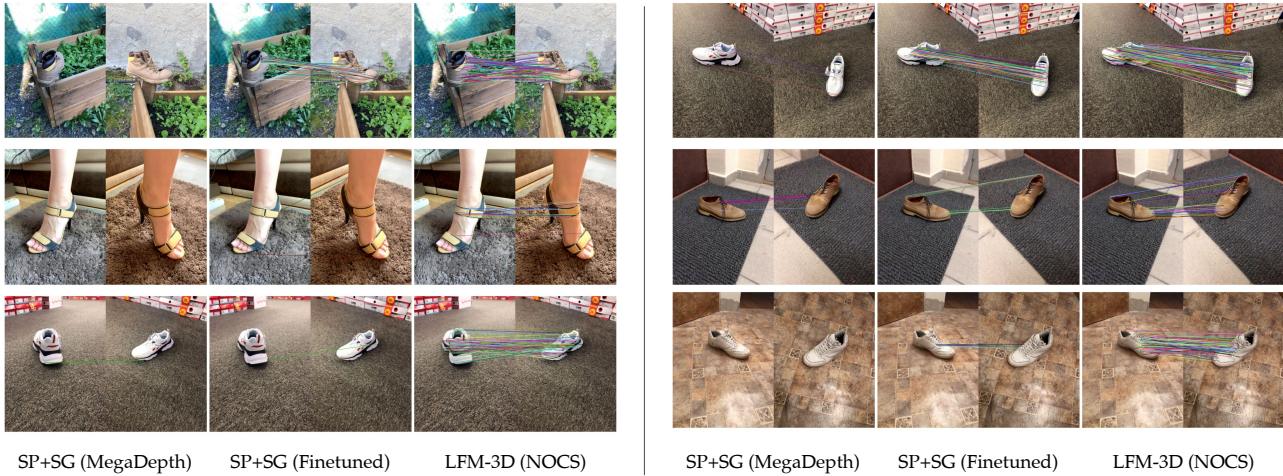 SP+SG (MegaDepth) SP+SG (Finetuned) LFM-3D (NOCS) SP+SG (MegaDepth) SP+SG (Finetuned) LFM-3D (NOCS)